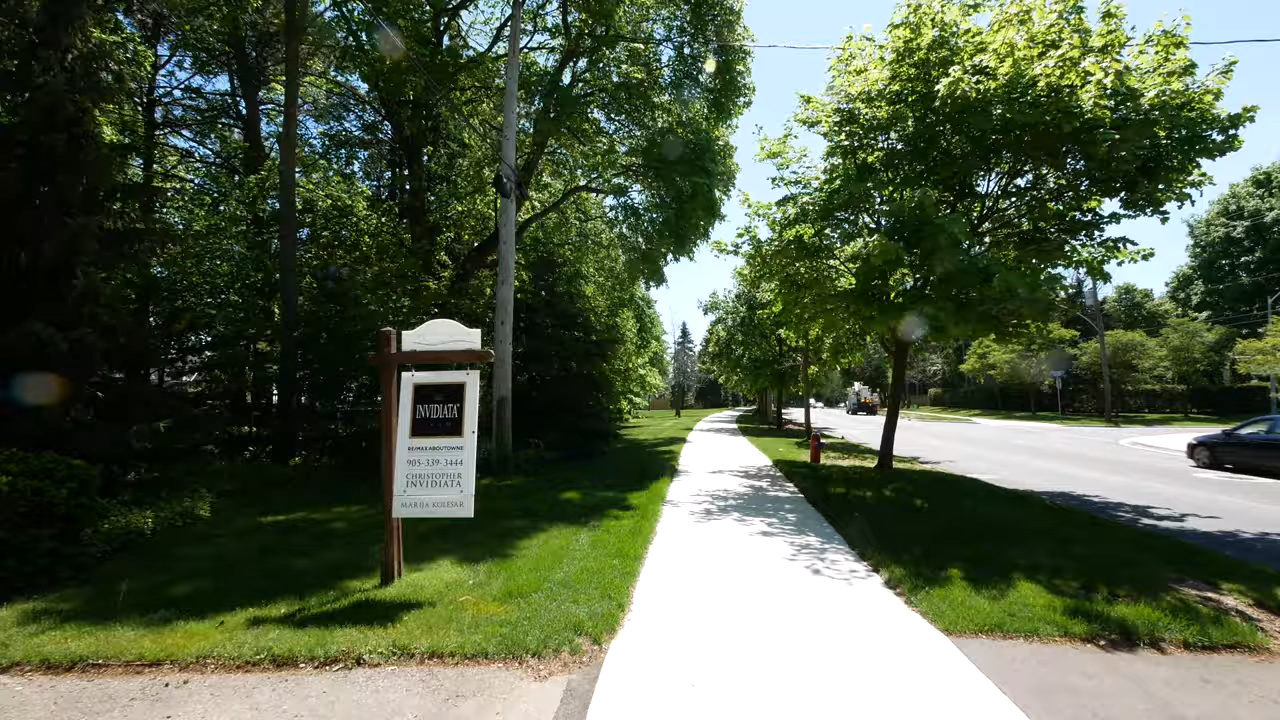 INVIDIATA
RE/MAX ABOUTOWNE
905-339-3444
CHRISTOPHER
INVIDIATA
MARIJA KOLESAR